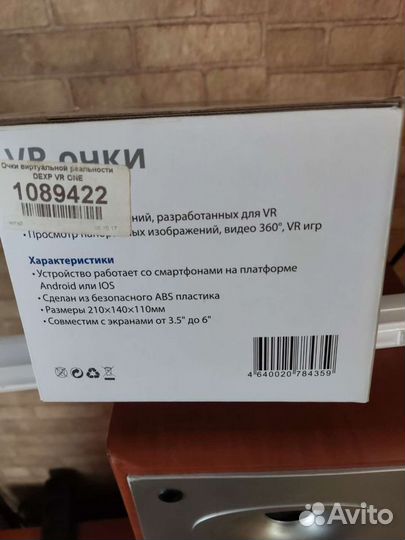 VR очки
Очки виртуальной реальности
DEXP VR ONE
1089422
ний, разработанных для VR
•Просмотр панорамных изображений, видео 360°, VR игр
Характеристики
•Устройство работает со смартфонами на платформе
Android или IOS
•Сделан из безопасного ABS пластика
•Размеры 210×140×110мм
•Совместим с экранами от 3.5" до 6"
4 640020 784359
Avito